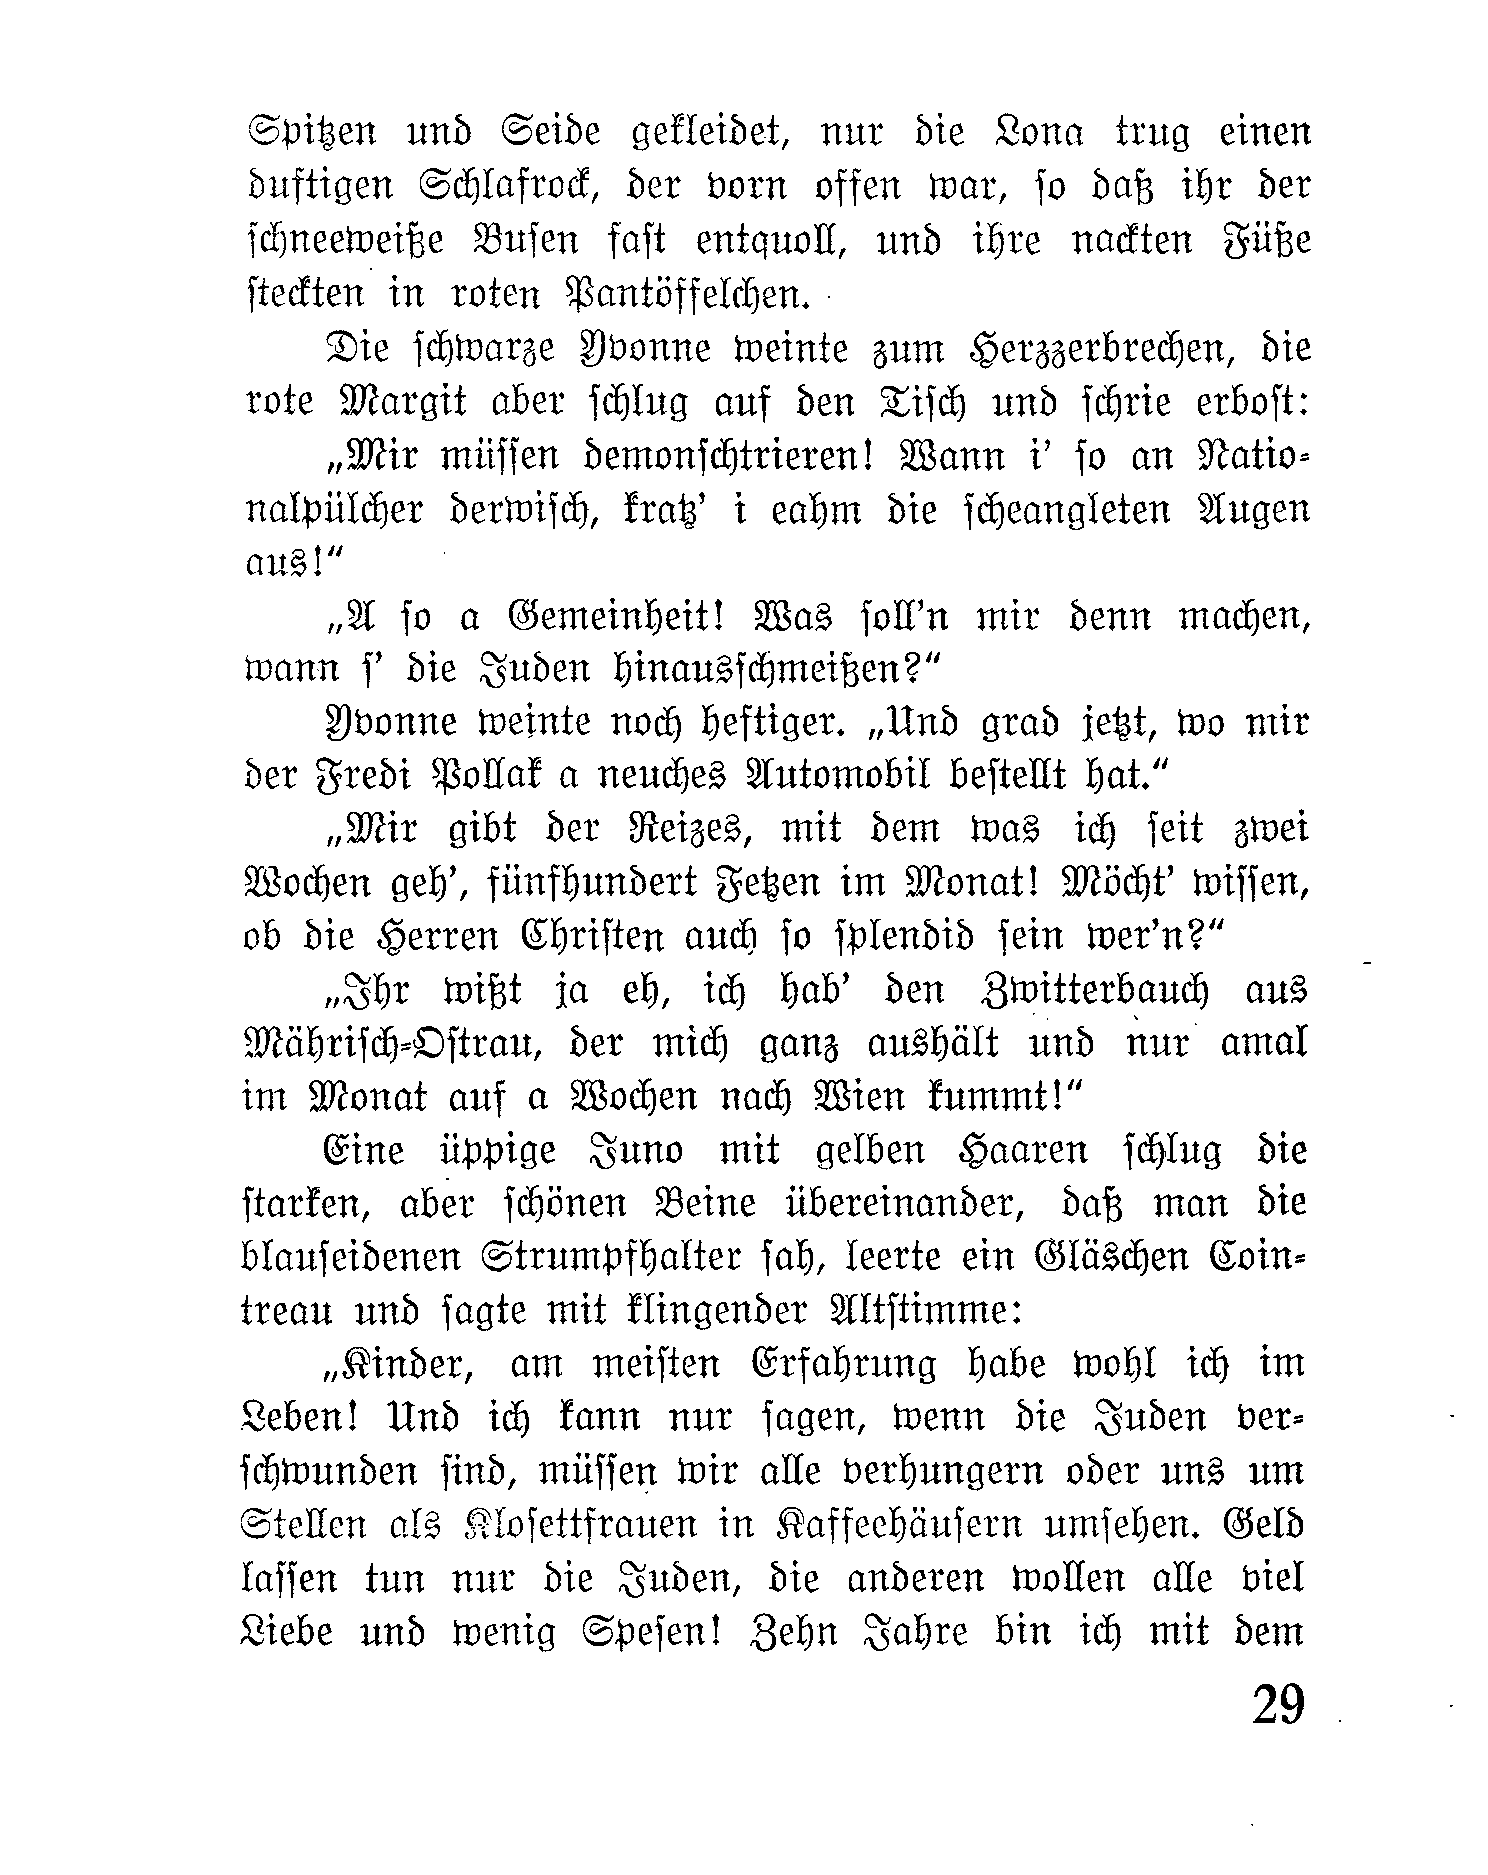 Spitzen und Seide gekleidet, nur die Lona trug einen
duftigen Schlafrock, der vorn offen war, so daß ihr der
schneeweiße Busen fast entquoll, und ihre nackten Füße
steckten in roten Pantöffelchen.
Die schwarze Yvonne weinte zum Herzzerbrechen, die
rote Margit aber schlug auf den Tisch und schrie erbost:
„Mir müssen demonschtrieren! Wann i' so an Natio-
nalpülcher derwisch, kratz' i eahm die scheangleten Augen
aus!“
„A so a Gemeinheit! Was soll'n mir denn machen,
wann s' die Juden hinausschmeißen?“
Yvonne weinte noch heftiger. „Und grad jetzt, wo mir
der Fredi Pollak a neuches Automobil bestellt hat.“
„Mir gibt der Reizes, mit dem was ich seit zwei
Wochen geh', fünfhundert Fetzen im Monat! Möcht' wissen,
ob die Herren Christen auch so splendid sein wer'n?“
„Ihr wißt ja eh, ich hab' den Zwitterbauch aus
Mährisch-Ostrau, der mich ganz aushält und nur amal
im Monat auf a Wochen nach Wien kummt!“
Eine üppige Juno mit gelben Haaren schlug die
starken, aber schönen Beine übereinander, daß man die
blauseidenen Strumpfhalter sah, leerte ein Gläschen Coin-
treau und sagte mit klingender Altstimme:
„Kinder, am meisten Erfahrung habe wohl ich im
Leben! Und ich kann nur sagen, wenn die Juden ver-
schwunden sind, müssen wir alle verhungern oder uns um
Stellen als Klosettfrauen in Kaffeehäusern umsehen. Geld
lassen tun nur die Juden, die anderen wollen alle viel
Liebe und wenig Spesen! Zehn Jahre bin ich mit dem
29